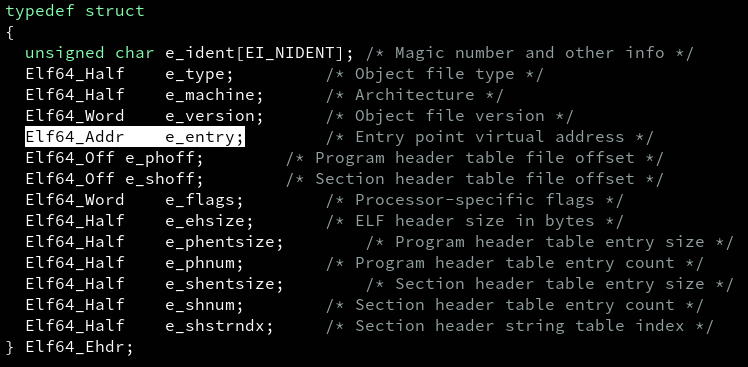 typedef struct
{
  unsigned char e_ident[EI_NIDENT]; /* Magic number and other info */
  Elf64_Half    e_type;         /* Object file type */
  Elf64_Half    e_machine;      /* Architecture */
  Elf64_Word    e_version;      /* Object file version */
  Elf64_Addr    e_entry;        /* Entry point virtual address */
  Elf64_Off e_phoff;        /* Program header table file offset */
  Elf64_Off e_shoff;        /* Section header table file offset */
  Elf64_Word    e_flags;        /* Processor-specific flags */
  Elf64_Half    e_ehsize;       /* ELF header size in bytes */
  Elf64_Half    e_phentsize;        /* Program header table entry size */
  Elf64_Half    e_phnum;        /* Program header table entry count */
  Elf64_Half    e_shentsize;        /* Section header table entry size */
  Elf64_Half    e_shnum;        /* Section header table entry count */
  Elf64_Half    e_shstrndx;     /* Section header string table index */
} Elf64_Ehdr;